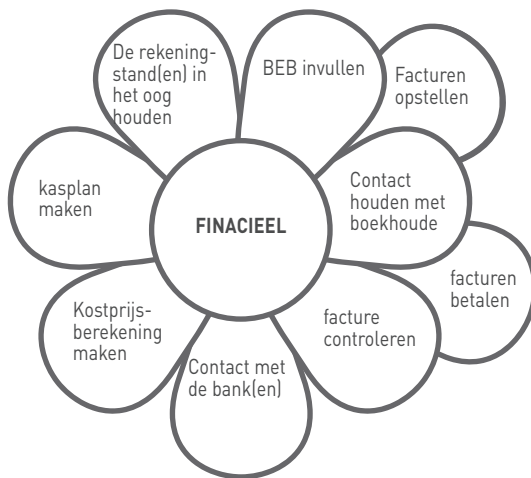 De rekening-
stand(en) in
het oog
houden
BEB invullen
Facturen
opstellen
kasplan
maken
FINACIEEL
Contact
houden met
boekhoude
facturen
betalen
Kostprijs-
berekening
maken
facture
controleren
Contact met
de bank(en)